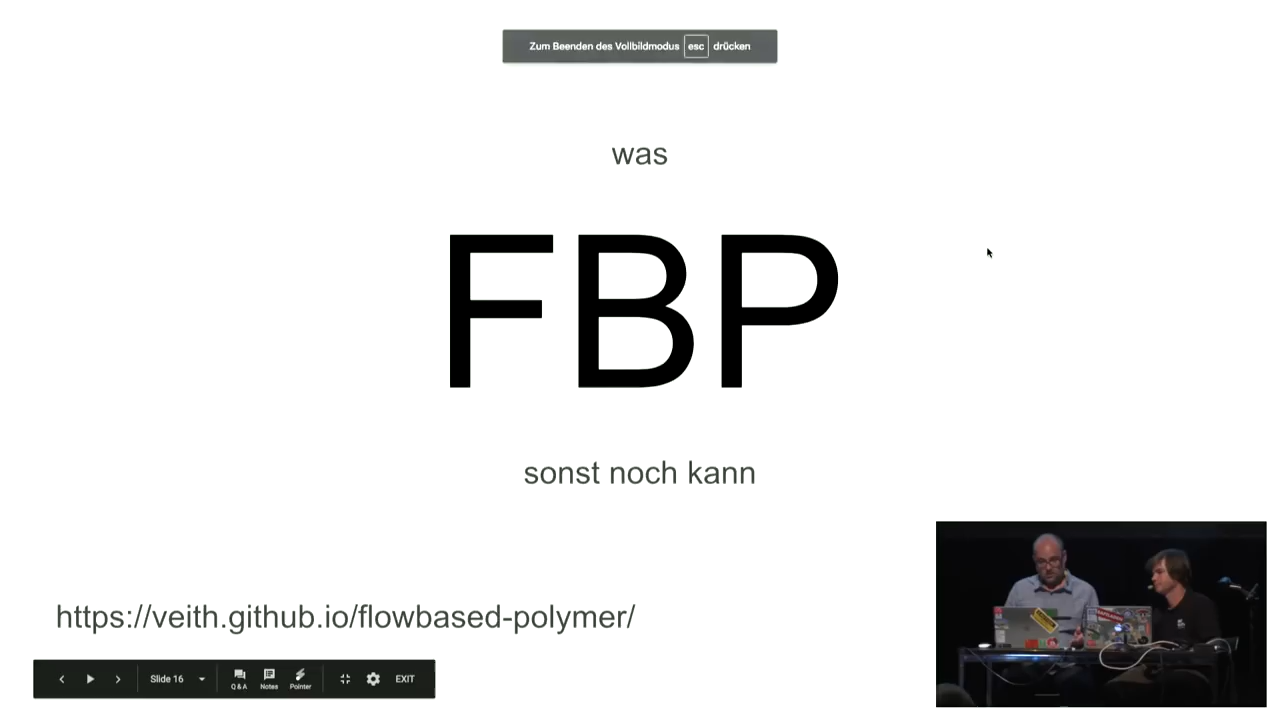 Zum Beenden des Vollbildmodus esc drücken
was
FBP
sonst noch kann
https://veith.github.io/flowbased-polymer/
Slide 16
Q & A
Notes
Pointer
EXIT